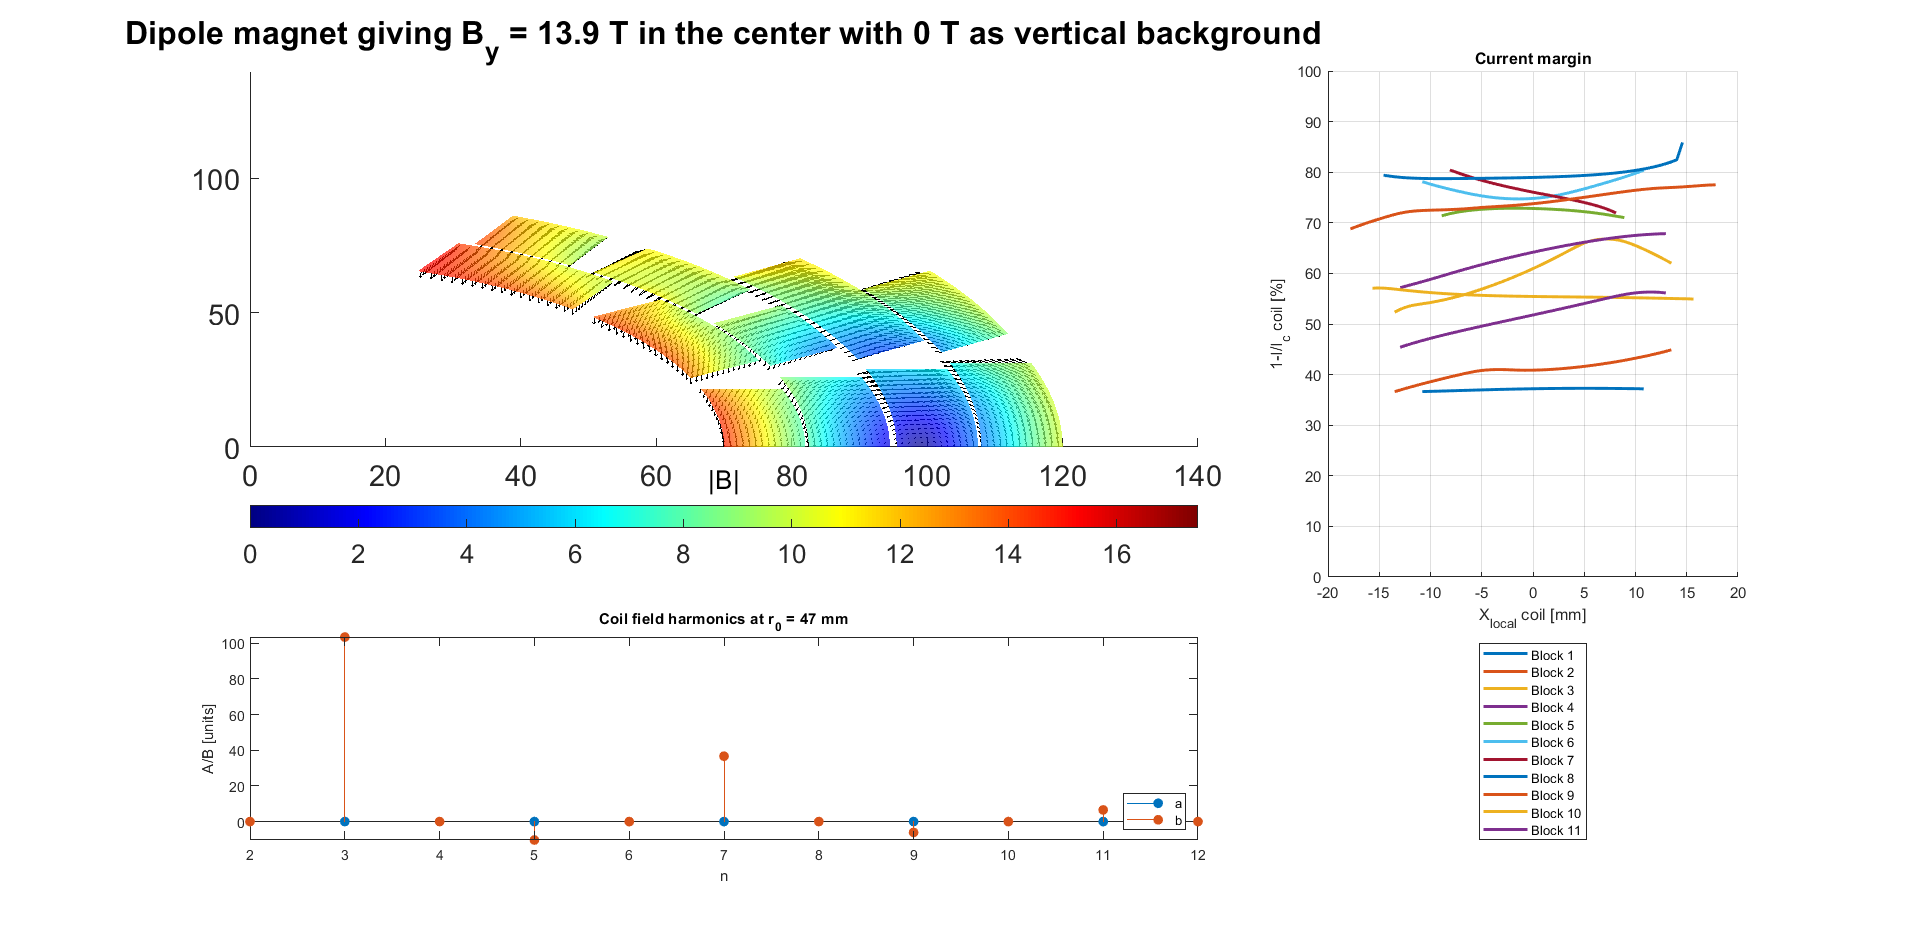 Dipole magnet giving By = 13.9 T in the center with 0 T as vertical background
100
50
0
0 20 40 60 80 100 120 140
|B|
0 2 4 6 8 10 12 14 16
Current margin
100
90
80
70
60
50
40
30
20
10
0
1-I/Ic coil [%]
-20 -15 -10 -5 0 5 10 15 20
Xlocal coil [mm]
Block 1
Block 2
Block 3
Block 4
Block 5
Block 6
Block 7
Block 8
Block 9
Block 10
Block 11
Coil field harmonics at r0 = 47 mm
100
80
60
40
20
0
A/B [units]
a
b
2 3 4 5 6 7 8 9 10 11 12
n